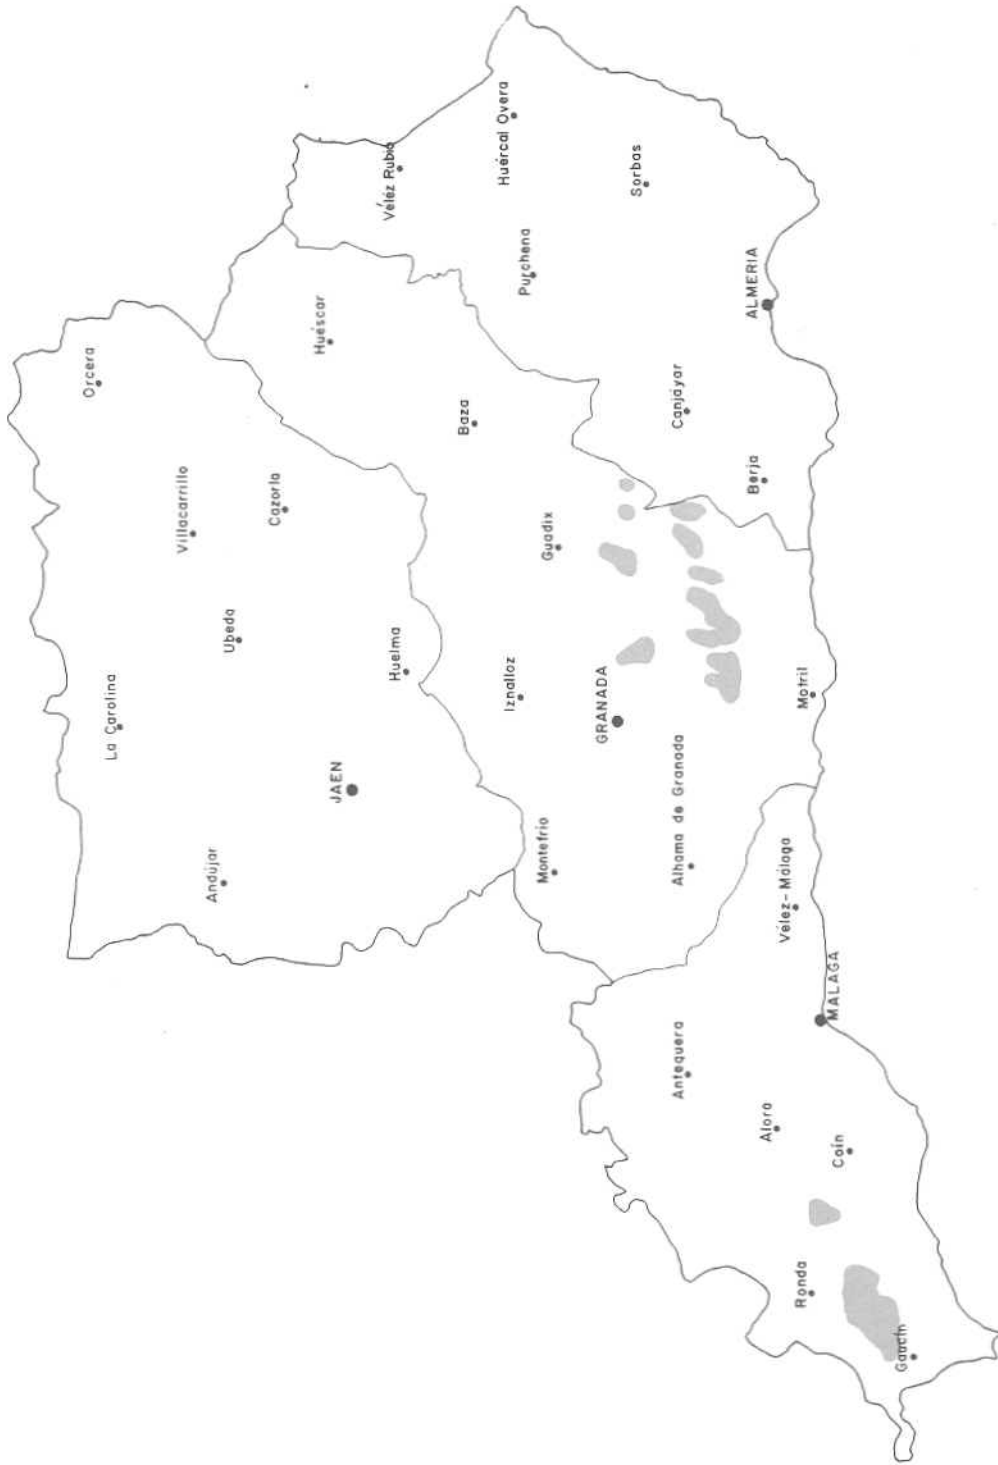 Orcera
La Carolina
Villacarrillo
Andújar
Ubeda
Cazorla
Huéscar
JAEN
Véléz Rubio
Huelma
Baza
Huércal Overa
Iznalloz
Purchena
Montefrío
Guadix
GRANADA
Sorbas
Antequera
Alhama de Granada
Canjáyar
ALMERIA
Berja
Alora
Vélez-Málaga
Ronda
Motril
MALAGA
Coín
Gaucín